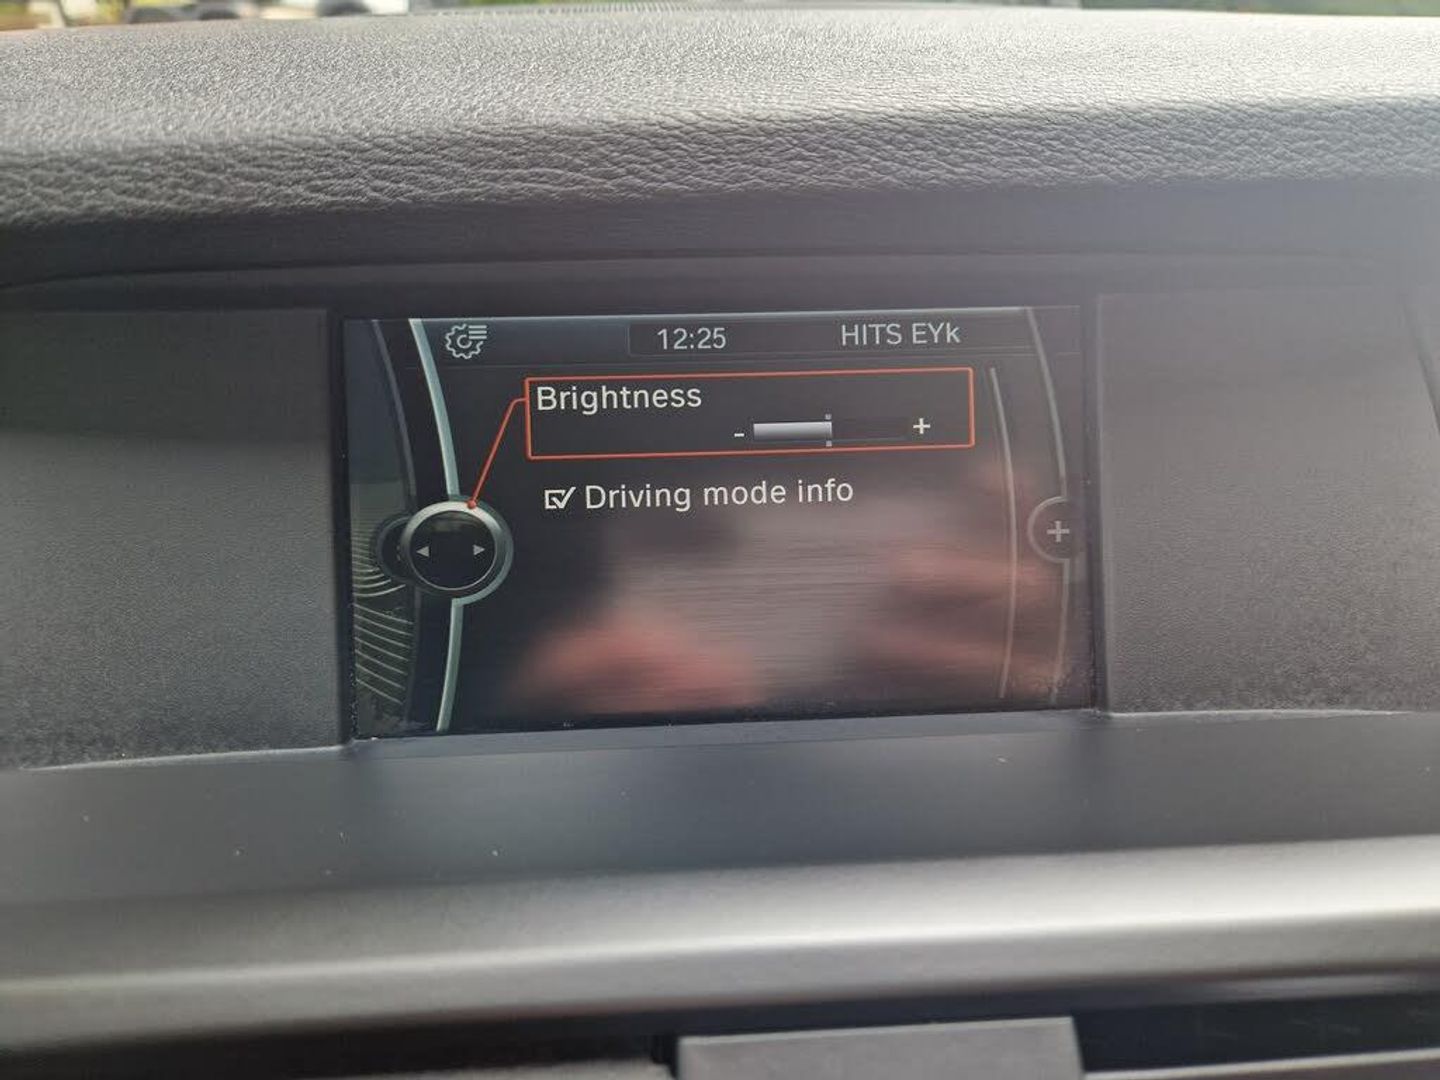 12:25 HITS EYk
Brightness
- +
Driving mode info
+